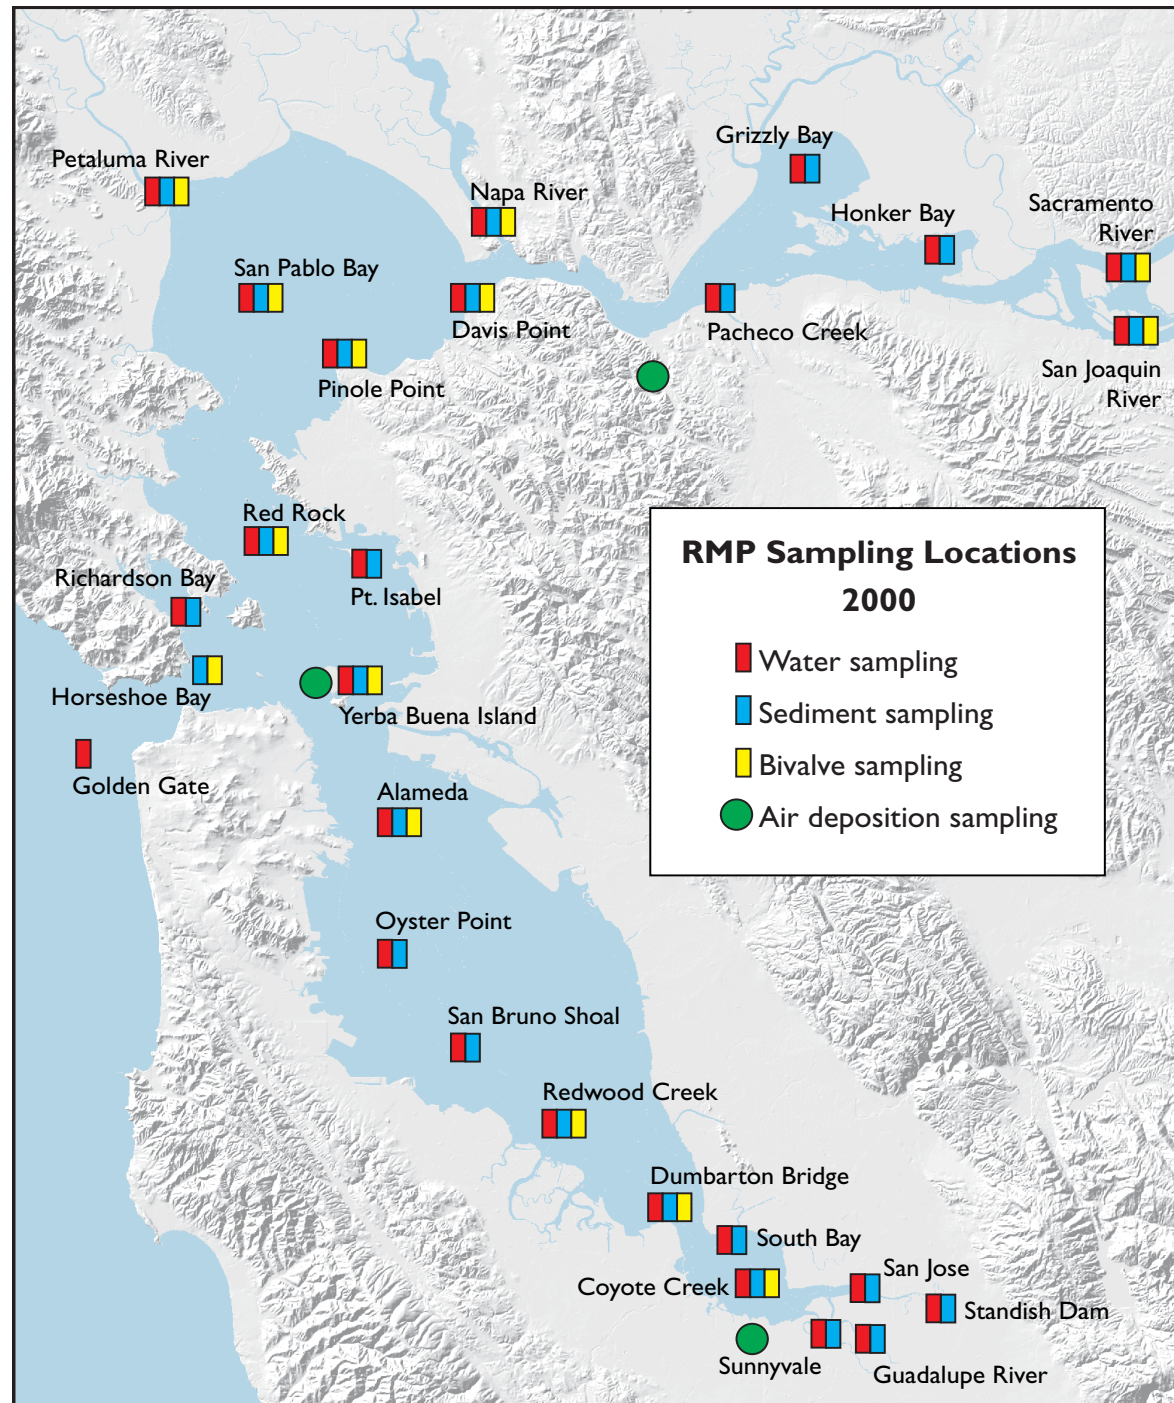 Grizzly Bay
Petaluma River
Napa River
Sacramento
River
Honker Bay
San Pablo Bay
Davis Point
Pacheco Creek
Pinole Point
San Joaquin
River
Red Rock
Richardson Bay
Pt. Isabel
Horseshoe Bay
Yerba Buena Island
Golden Gate
Alameda
Oyster Point
San Bruno Shoal
Redwood Creek
Dumbarton Bridge
South Bay
Coyote Creek
San Jose
Standish Dam
Sunnyvale
Guadalupe River
RMP Sampling Locations
2000
Water sampling
Sediment sampling
Bivalve sampling
Air deposition sampling